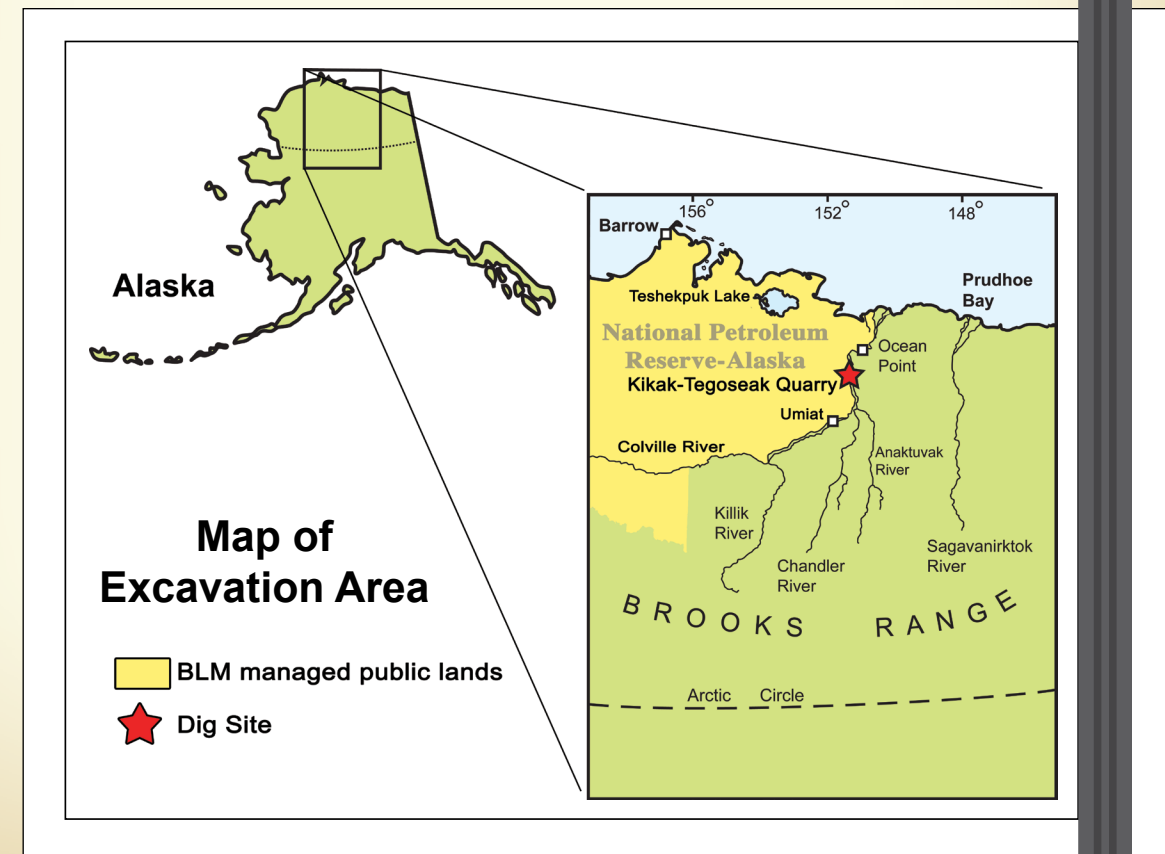 Alaska
Map of
Excavation Area
BLM managed public lands
Dig Site
156°
152°
148°
Barrow
Prudhoe
Bay
Teshekpuk Lake
National Petroleum
Reserve-Alaska
Ocean
Point
Kikak-Tegoseak Quarry
Umiat
Colville River
Anaktuvak
River
Killik
River
Chandler
River
Sagavanirktok
River
BROOKS RANGE
Arctic Circle